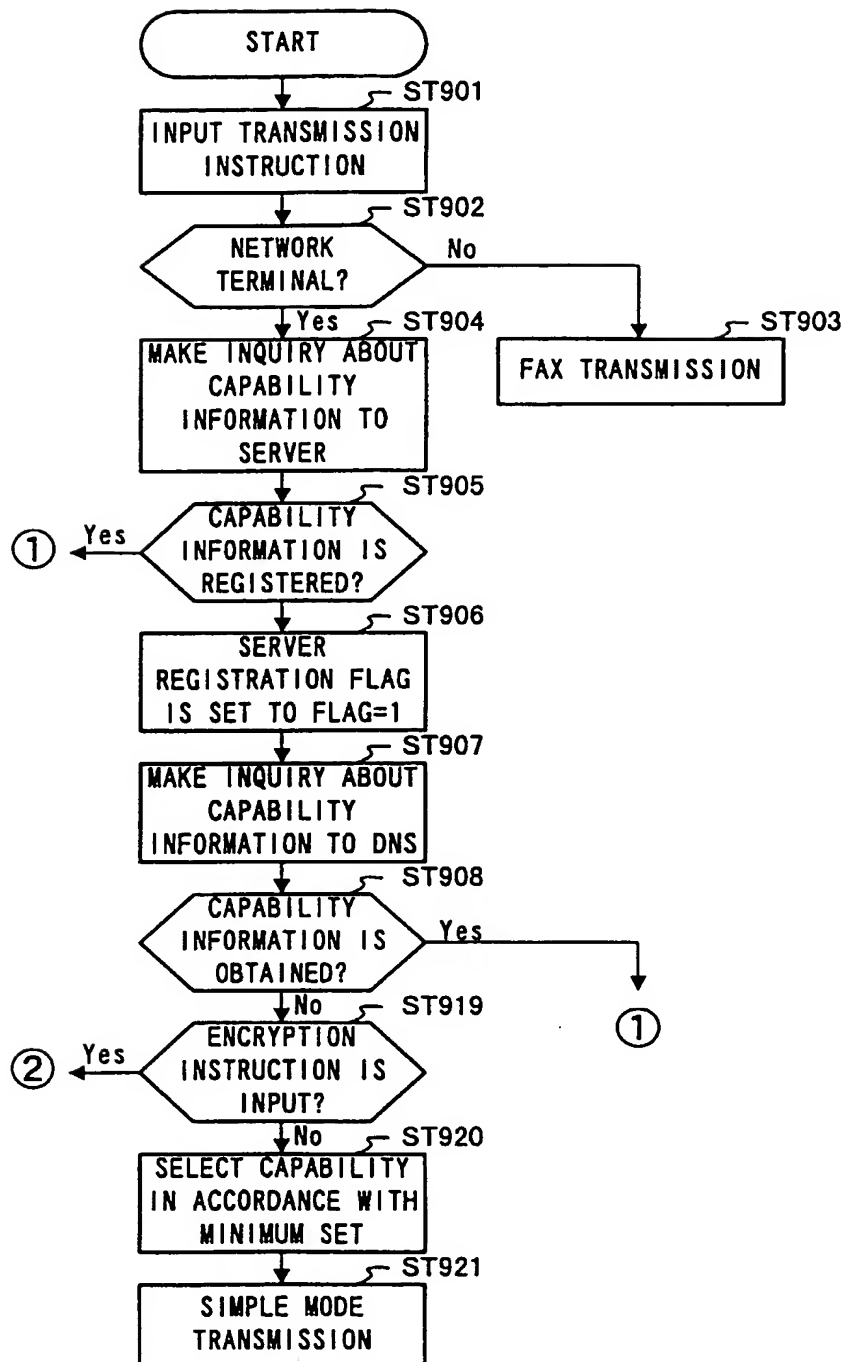 START
ST901
INPUT TRANSMISSION
INSTRUCTION
ST902
NETWORK
TERMINAL?
No
Yes
ST904
ST903
MAKE INQUIRY ABOUT
CAPABILITY
INFORMATION TO
SERVER
FAX TRANSMISSION
ST905
CAPABILITY
INFORMATION IS
REGISTERED?
Yes
①
ST906
SERVER
REGISTRATION FLAG
IS SET TO FLAG=1
ST907
MAKE INQUIRY ABOUT
CAPABILITY
INFORMATION TO DNS
ST908
CAPABILITY
INFORMATION IS
OBTAINED?
Yes
①
No
ST919
ENCRYPTION
INSTRUCTION IS
INPUT?
Yes
②
No
ST920
SELECT CAPABILITY
IN ACCORDANCE WITH
MINIMUM SET
ST921
SIMPLE MODE
TRANSMISSION